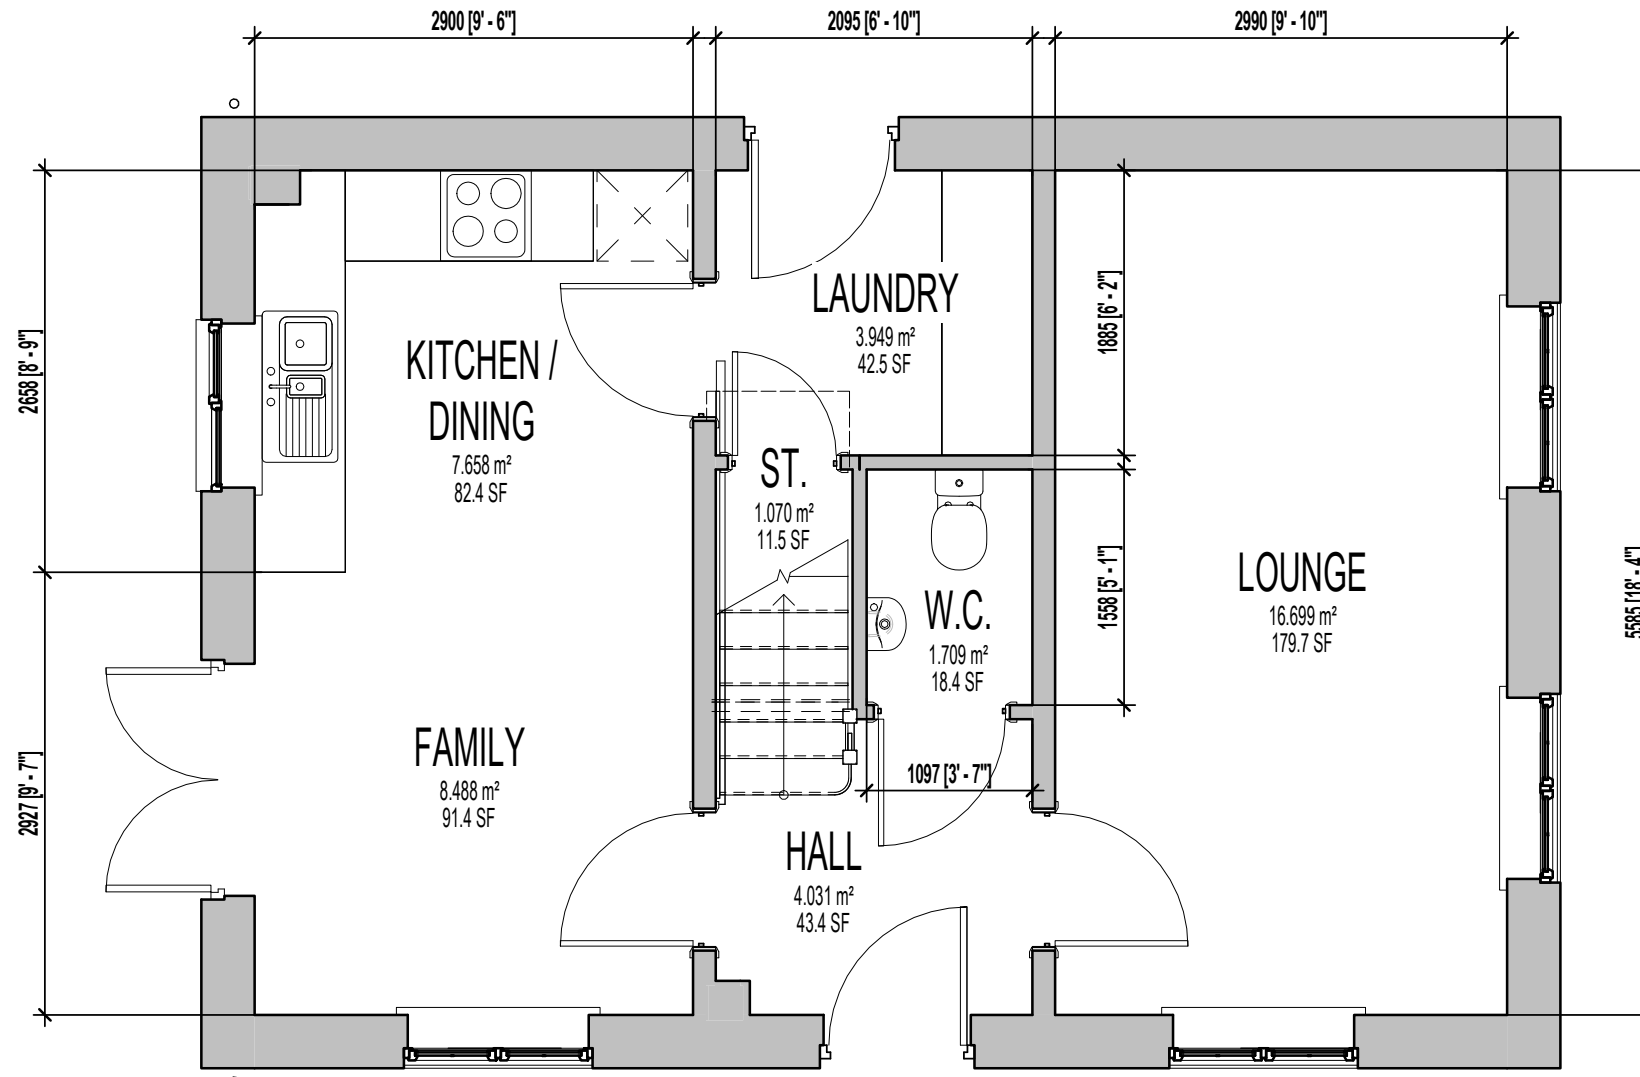 2900 [9' - 6"]
2095 [6' - 10"]
2990 [9' - 10"]
2658 [8' - 9"]
2927 [9' - 7"]
KITCHEN /
DINING
7.658 m²
82.4 SF
LAUNDRY
3.949 m²
42.5 SF
1885 [6' - 2"]
ST.
1.070 m²
11.5 SF
W.C.
1.709 m²
18.4 SF
1558 [5' - 1"]
LOUNGE
16.699 m²
179.7 SF
5585 [18' - 4"]
FAMILY
8.488 m²
91.4 SF
1097 [3' - 7"]
HALL
4.031 m²
43.4 SF